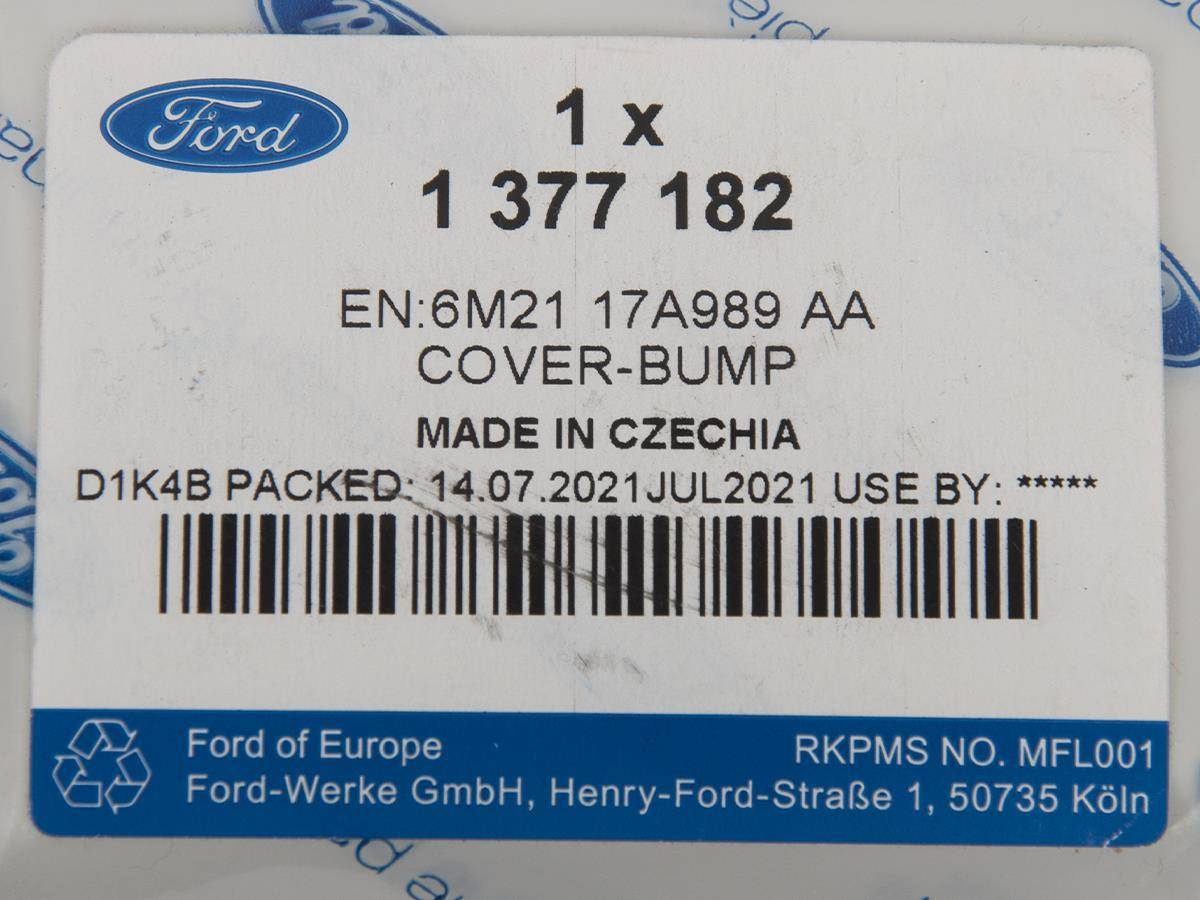 Ford
1 x
1 377 182
EN:6M21 17A989 AA
COVER-BUMP
MADE IN CZECHIA
D1K4B PACKED: 14.07.2021JUL2021 USE BY: *****
Ford of Europe
RKPMS NO. MFL001
Ford-Werke GmbH, Henry-Ford-Straße 1, 50735 Köln